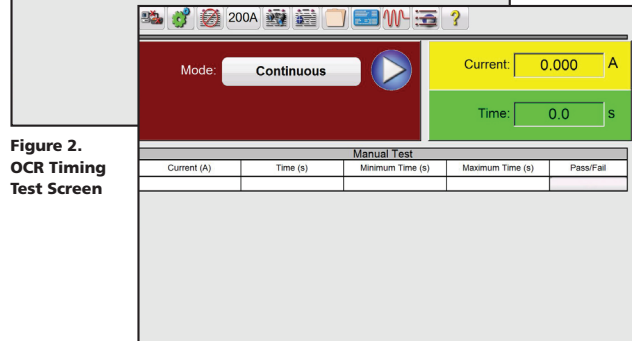 200A
?
Mode: Continuous
Current: 0.000 A
Time: 0.0 s
Figure 2.
OCR Timing
Test Screen
Manual Test
Current (A) Time (s) Minimum Time (s) Maximum Time (s) Pass/Fail